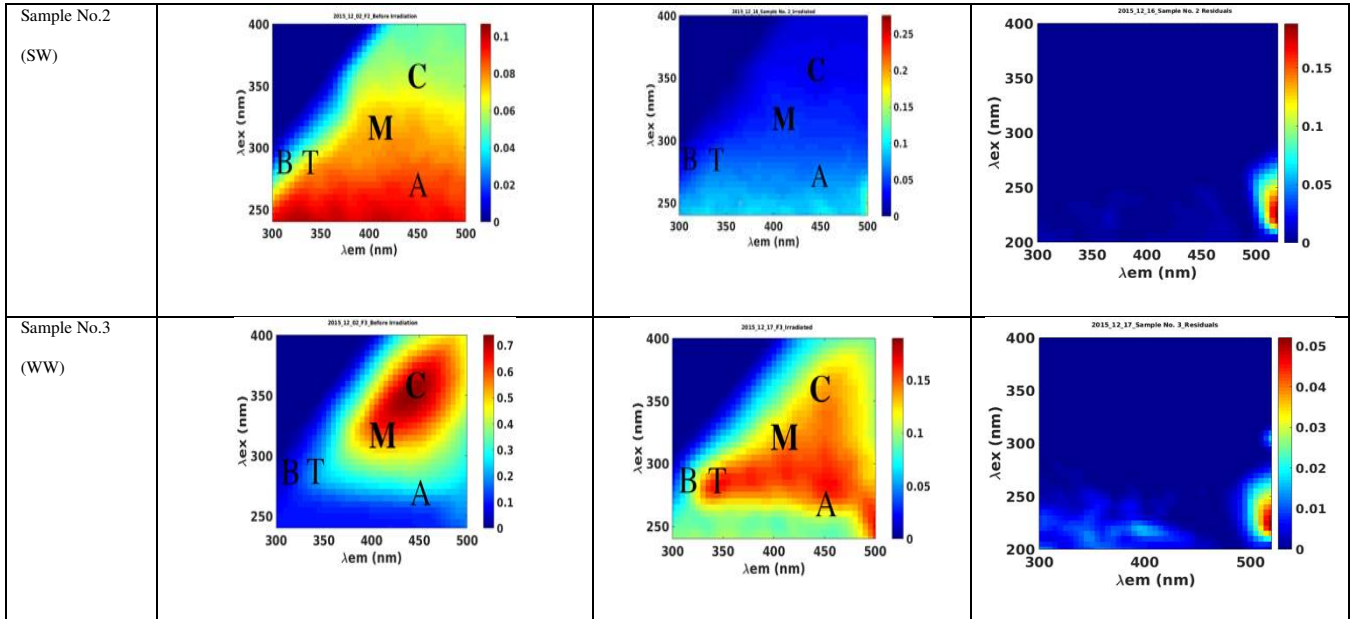 Sample No.2
(SW)
2015_12_02_F2_Before Irradiation
400
350
300
250
300 350 400 450 500
λex (nm)
λem (nm)
C
M
B T
A
0.1
0.08
0.06
0.04
0.02
0
400
350
300
250
300 350 400 450 500
λex (nm)
λem (nm)
C
M
B T
A
0.25
0.2
0.15
0.1
0.05
0
2015_12_16_Sample No. 2 Residuals
400
350
300
250
200
300 350 400 450 500
λex (nm)
λem (nm)
0.15
0.1
0.05
0
Sample No.3
(WW)
2015_12_02_F3_Before Irradiation
400
350
300
250
300 350 400 450 500
λex (nm)
λem (nm)
C
M
B T
A
0.7
0.6
0.5
0.4
0.3
0.2
0.1
0
2015_12_17_F3_Irradiated
400
350
300
250
300 350 400 450 500
λex (nm)
λem (nm)
C
M
B T
A
0.15
0.1
0.05
0
2015_12_17_Sample No. 3_Residuals
400
350
300
250
200
300 400 500
λex (nm)
λem (nm)
0.05
0.04
0.03
0.02
0.01
0